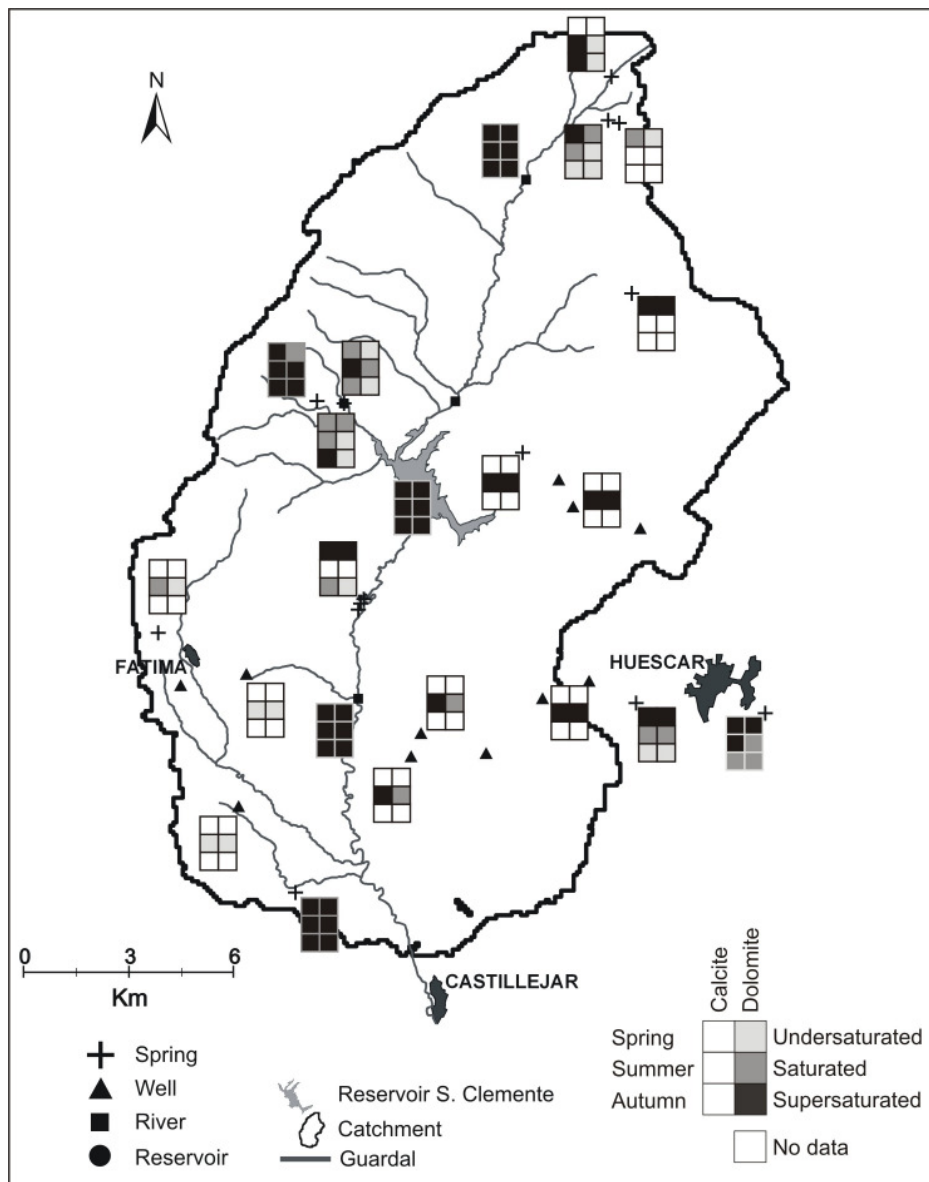 N
FATIMA
HUESCAR
CASTILLEJAR
0 3 6
Km
Spring
Well
River
Reservoir
Reservoir S. Clemente
Catchment
Guardal
Calcite
Dolomite
Spring Undersaturated
Summer Saturated
Autumn Supersaturated
No data